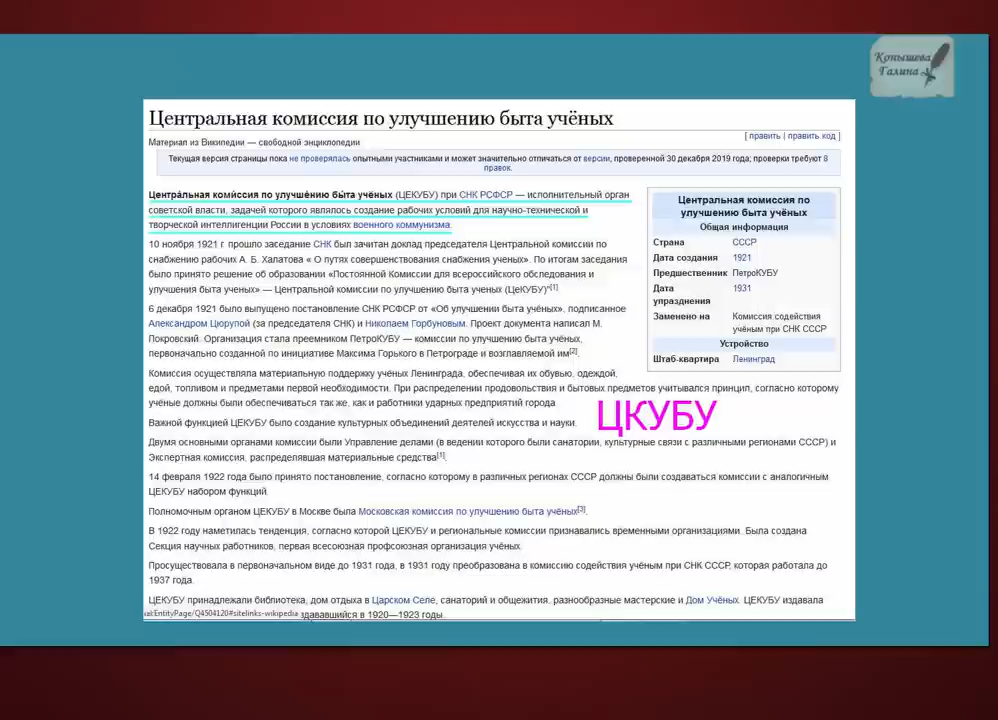 Конышева
Галина
Центральная комиссия по улучшению быта учёных
[ править | править код ]
Материал из Википедии — свободной энциклопедии
Текущая версия страницы пока не проверялась опытными участниками и может значительно отличаться от версии, проверенной 30 декабря 2019 года; проверки требуют 8
правок.
Центра́льная коми́ссия по улучше́нию бы́та учёных (ЦЕКУБУ) при СНК РСФСР — исполнительный орган
советской власти, задачей которого являлось создание рабочих условий для научно-технической и
творческой интеллигенции России в условиях военного коммунизма.
10 ноября 1921 г. прошло заседание СНК был зачитан доклад председателя Центральной комиссии по
снабжению рабочих А. Б. Халатова « О путях совершенствования снабжения ученых». По итогам заседания
было принято решение об образовании «Постоянной Комиссии для всероссийского обследования и
улучшения быта ученых» — Центральной комиссии по улучшению быта ученых (ЦеКУБУ)"[1]
6 декабря 1921 было выпущено постановление СНК РСФСР от «Об улучшении быта учёных», подписанное
Александром Цюрупой (за председателя СНК) и Николаем Горбуновым. Проект документа написал М.
Покровский. Организация стала преемником ПетроКУБУ — комиссии по улучшению быта учёных,
первоначально созданной по инициативе Максима Горького в Петрограде и возглавляемой им[2].
Комиссия осуществляла материальную поддержку учёных Ленинграда, обеспечивая их обувью, одеждой,
едой, топливом и предметами первой необходимости. При распределении продовольствия и бытовых предметов учитывался принцип, согласно которому
учёные должны были обеспечиваться так же, как и работники ударных предприятий города.
Важной функцией ЦЕКУБУ было создание культурных объединений деятелей искусства и науки.
ЦКУБУ
Двумя основными органами комиссии были Управление делами (в ведении которого были санатории, культурные связи с различными регионами СССР) и
Экспертная комиссия, распределявшая материальные средства[1].
14 февраля 1922 года было принято постановление, согласно которому в различных регионах СССР должны были создаваться комиссии с аналогичным
ЦЕКУБУ набором функций.
Полномочным органом ЦЕКУБУ в Москве была Московская комиссия по улучшению быта учёных[3].
В 1922 году наметилась тенденция, согласно которой ЦЕКУБУ и региональные комиссии признавались временными организациями. Была создана
Секция научных работников, первая всесоюзная профсоюзная организация учёных.
Просуществовала в первоначальном виде до 1931 года, в 1931 году преобразована в комиссию содействия учёным при СНК СССР, которая работала до
1937 года.
ЦЕКУБУ принадлежали библиотека, дом отдыха в Царском Селе, санаторий и общежития, разнообразные мастерские и Дом Учёных. ЦЕКУБУ издавала
EntityPage/Q4504120#sitelinks-wikipedia здававшийся в 1920—1923 годы.
Центральная комиссия по
улучшению быта учёных
Общая информация
Страна СССР
Дата создания 1921
Предшественник ПетроКУБУ
Дата 1931
упразднения
Заменено на Комиссия содействия
учёным при СНК СССР
Устройство
Штаб-квартира Ленинград